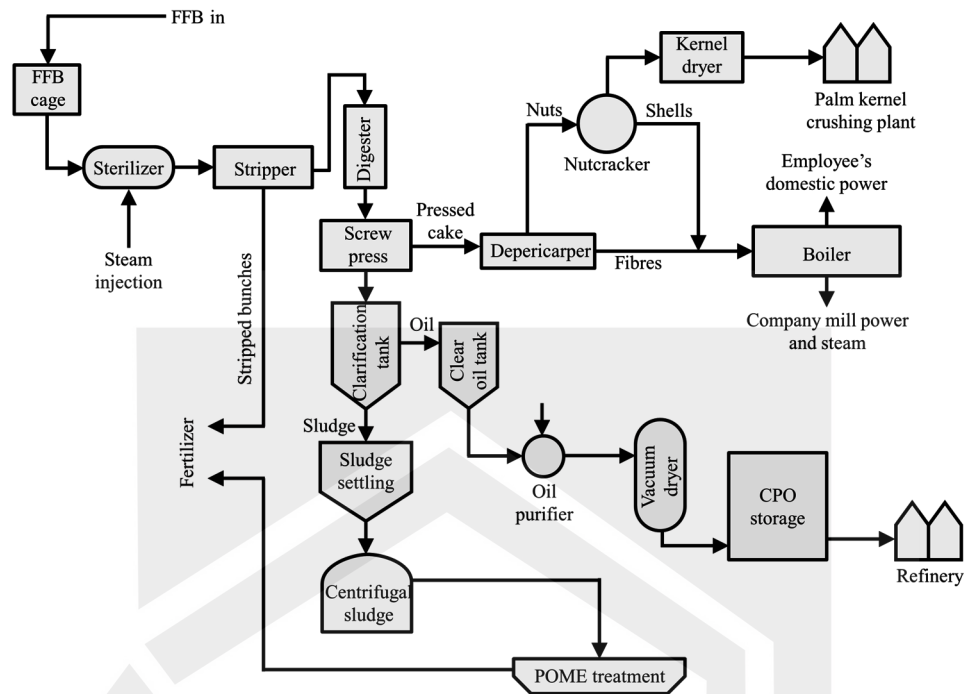 FFB in
FFB
cage
Sterilizer
Steam
injection
Stripper
Stripped bunches
Fertilizer
Digester
Screw
press
Pressed
cake
Depericarper
Nuts
Nutcracker
Shells
Fibres
Kernel
dryer
Palm kernel
crushing plant
Employee's
domestic power
Boiler
Company mill power
and steam
Clarification
tank
Oil
Clear
oil tank
Sludge
Sludge
settling
Centrifugal
sludge
POME treatment
Oil
purifier
Vacuum
dryer
CPO
storage
Refinery